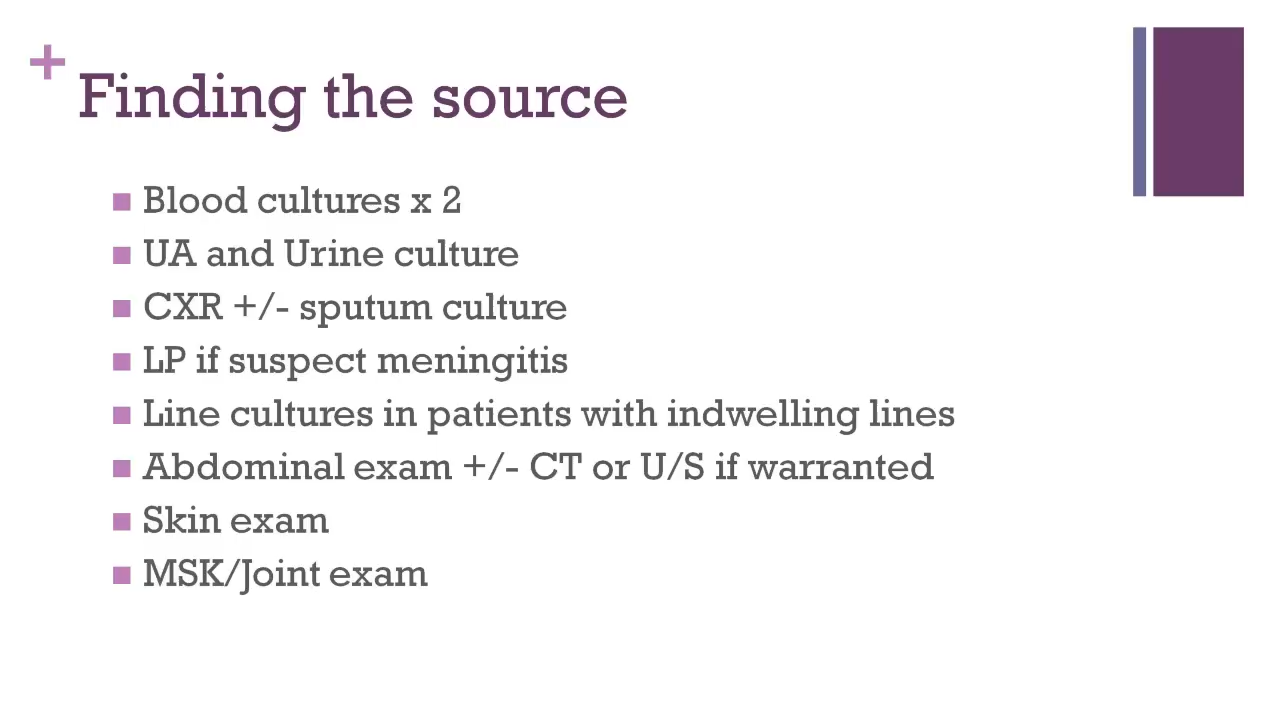 Finding the source
Blood cultures x 2
UA and Urine culture
CXR +/- sputum culture
LP if suspect meningitis
Line cultures in patients with indwelling lines
Abdominal exam +/- CT or U/S if warranted
Skin exam
MSK/Joint exam